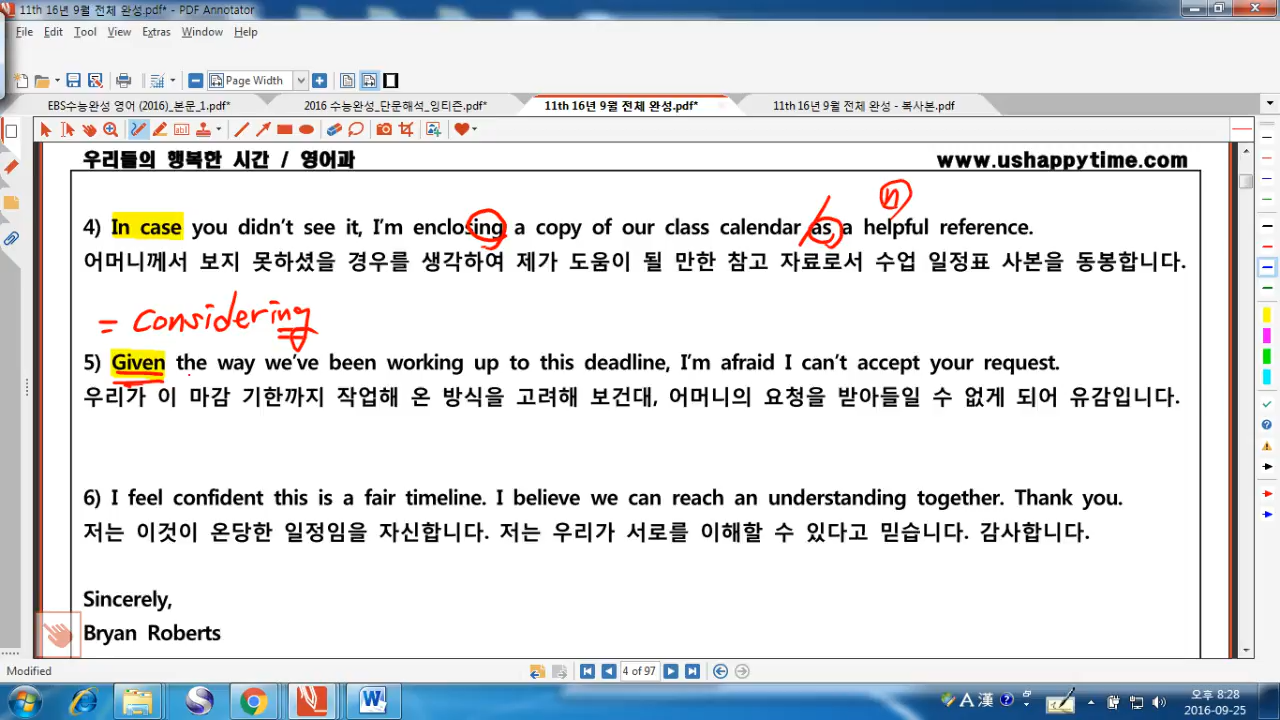 11th 16년 9월 전체 완성.pdf* - PDF Annotator
File Edit Tool View Extras Window Help
Page Width
EBS수능완성 영어 (2016)_본문_1.pdf* 2016 수능완성_단문해석_잉티즌.pdf* 11th 16년 9월 전체 완성.pdf* 11th 16년 9월 전체 완성 - 복사본.pdf
우리들의 행복한 시간 / 영어과 www.ushappytime.com
n
4) In case you didn't see it, I'm enclosing a copy of our class calendar as a helpful reference.
어머니께서 보지 못하셨을 경우를 생각하여 제가 도움이 될 만한 참고 자료로서 수업 일정표 사본을 동봉합니다.
= considering
5) Given the way we've been working up to this deadline, I'm afraid I can't accept your request.
우리가 이 마감 기한까지 작업해 온 방식을 고려해 보건대, 어머니의 요청을 받아들일 수 없게 되어 유감입니다.
6) I feel confident this is a fair timeline. I believe we can reach an understanding together. Thank you.
저는 이것이 온당한 일정임을 자신합니다. 저는 우리가 서로를 이해할 수 있다고 믿습니다. 감사합니다.
Sincerely,
Bryan Roberts
Modified 4 of 97
A 漢 오후 8:28
2016-09-25